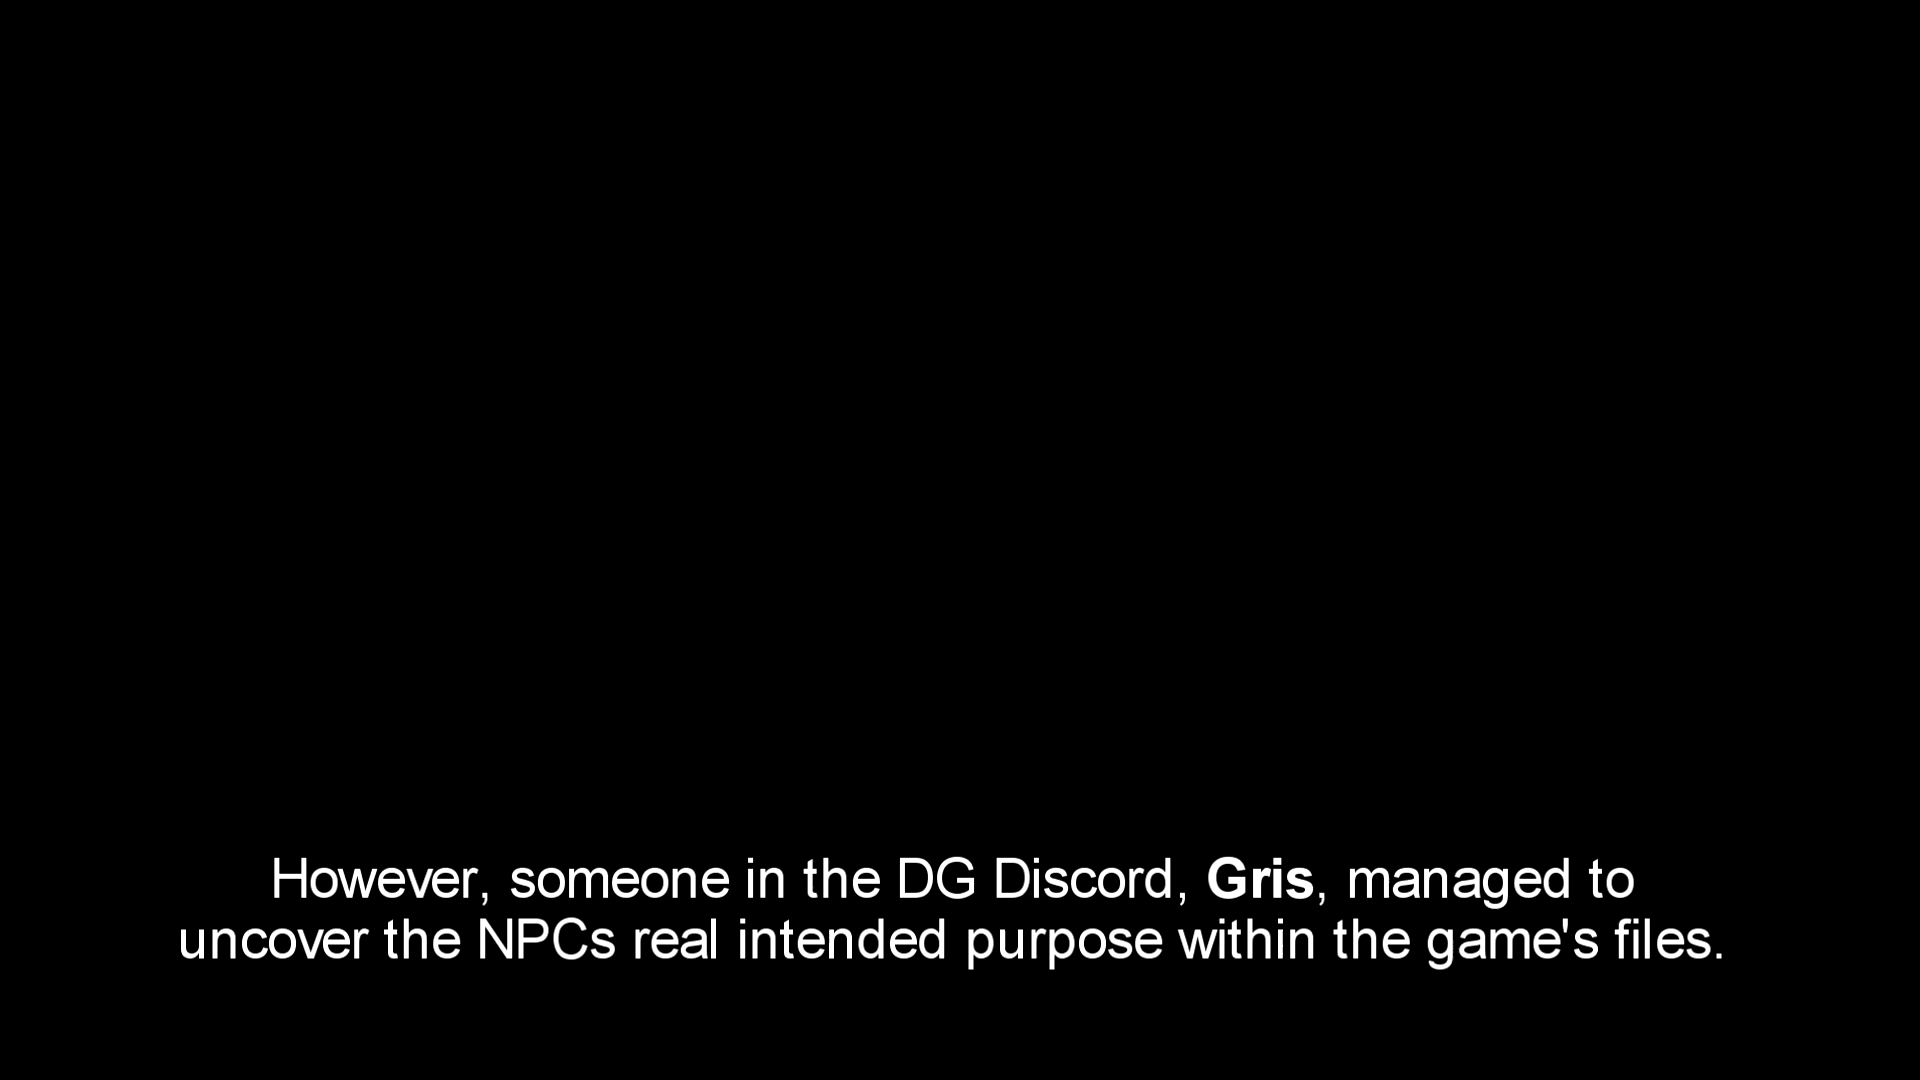 However, someone in the DG Discord, Gris, managed to
uncover the NPCs real intended purpose within the game's files.